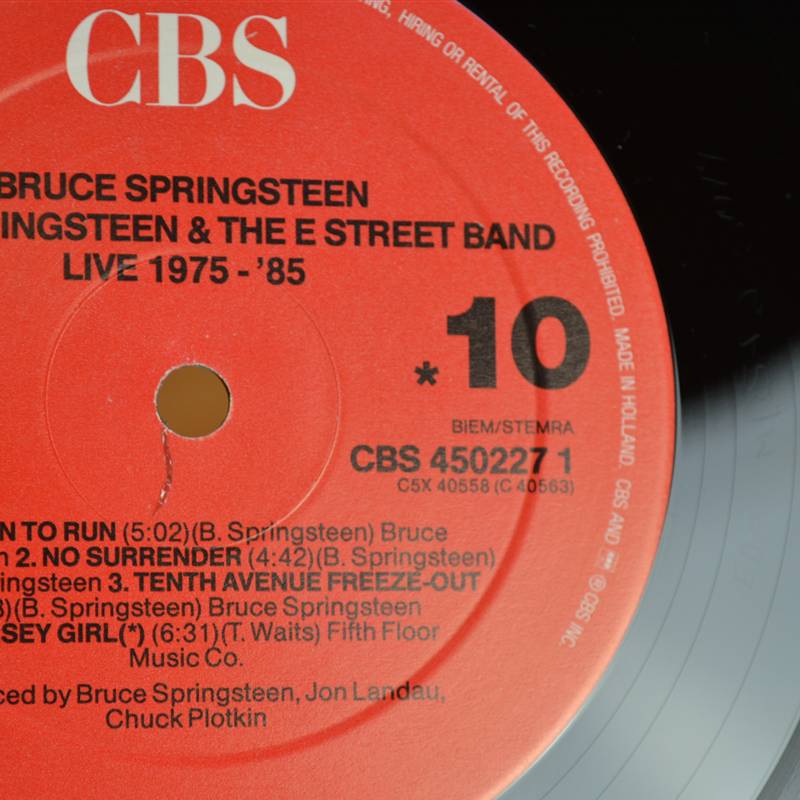 CBS
BRUCE SPRINGSTEEN
INGSTEEN & THE E STREET BAND
LIVE 1975 - '85
*10
BIEM/STEMRA
CBS 450227 1
C5X 40558 (C 40563)
N TO RUN (5:02)(B. Springsteen) Bruce
n 2. NO SURRENDER (4:42)(B. Springsteen)
ringsteen 3. TENTH AVENUE FREEZE-OUT
)(B. Springsteen) Bruce Springsteen
SEY GIRL(*) (6:31)(T. Waits) Fifth Floor
Music Co.
ced by Bruce Springsteen, Jon Landau,
Chuck Plotkin
NG, HIRING OR RENTAL OF THIS RECORDING PROHIBITED. MADE IN HOLLAND. CBS AND ℗ CBS INC.